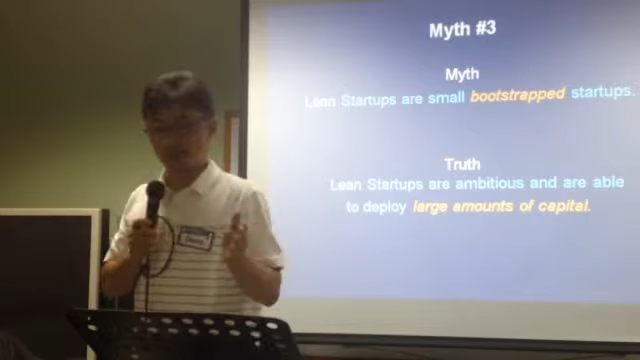 Myth #3
Myth
Lean Startups are small bootstrapped startups.
Truth
Lean Startups are ambitious and are able
to deploy large amounts of capital.